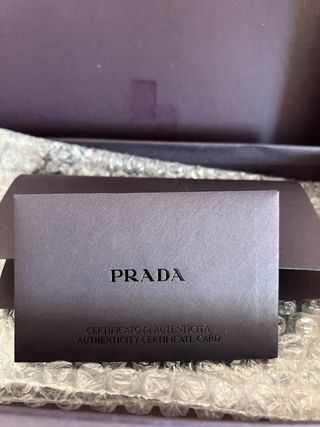 PRADA
CERTIFICATO DI AUTENTICITÀ
AUTHENTICITY CERTIFICATE CARD